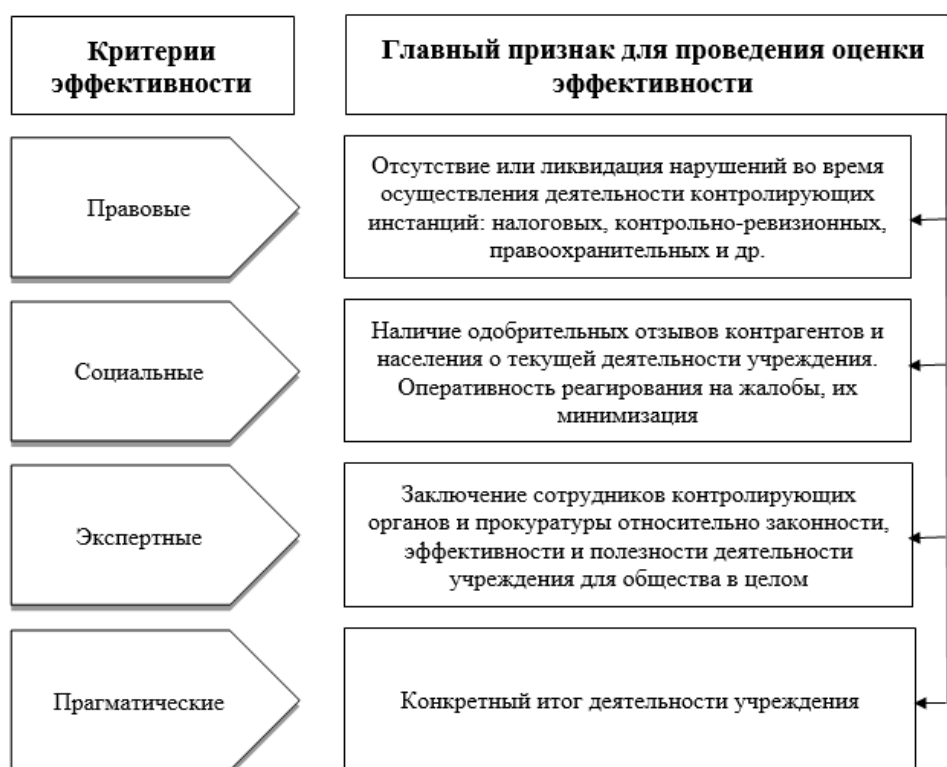 Критерии
эффективности
Главный признак для проведения оценки
эффективности
Правовые
Отсутствие или ликвидация нарушений во время
осуществления деятельности контролирующих
инстанций: налоговых, контрольно-ревизионных,
правоохранительных и др.
Социальные
Наличие одобрительных отзывов контрагентов и
населения о текущей деятельности учреждения.
Оперативность реагирования на жалобы, их
минимизация
Экспертные
Заключение сотрудников контролирующих
органов и прокуратуры относительно законности,
эффективности и полезности деятельности
учреждения для общества в целом
Прагматические
Конкретный итог деятельности учреждения